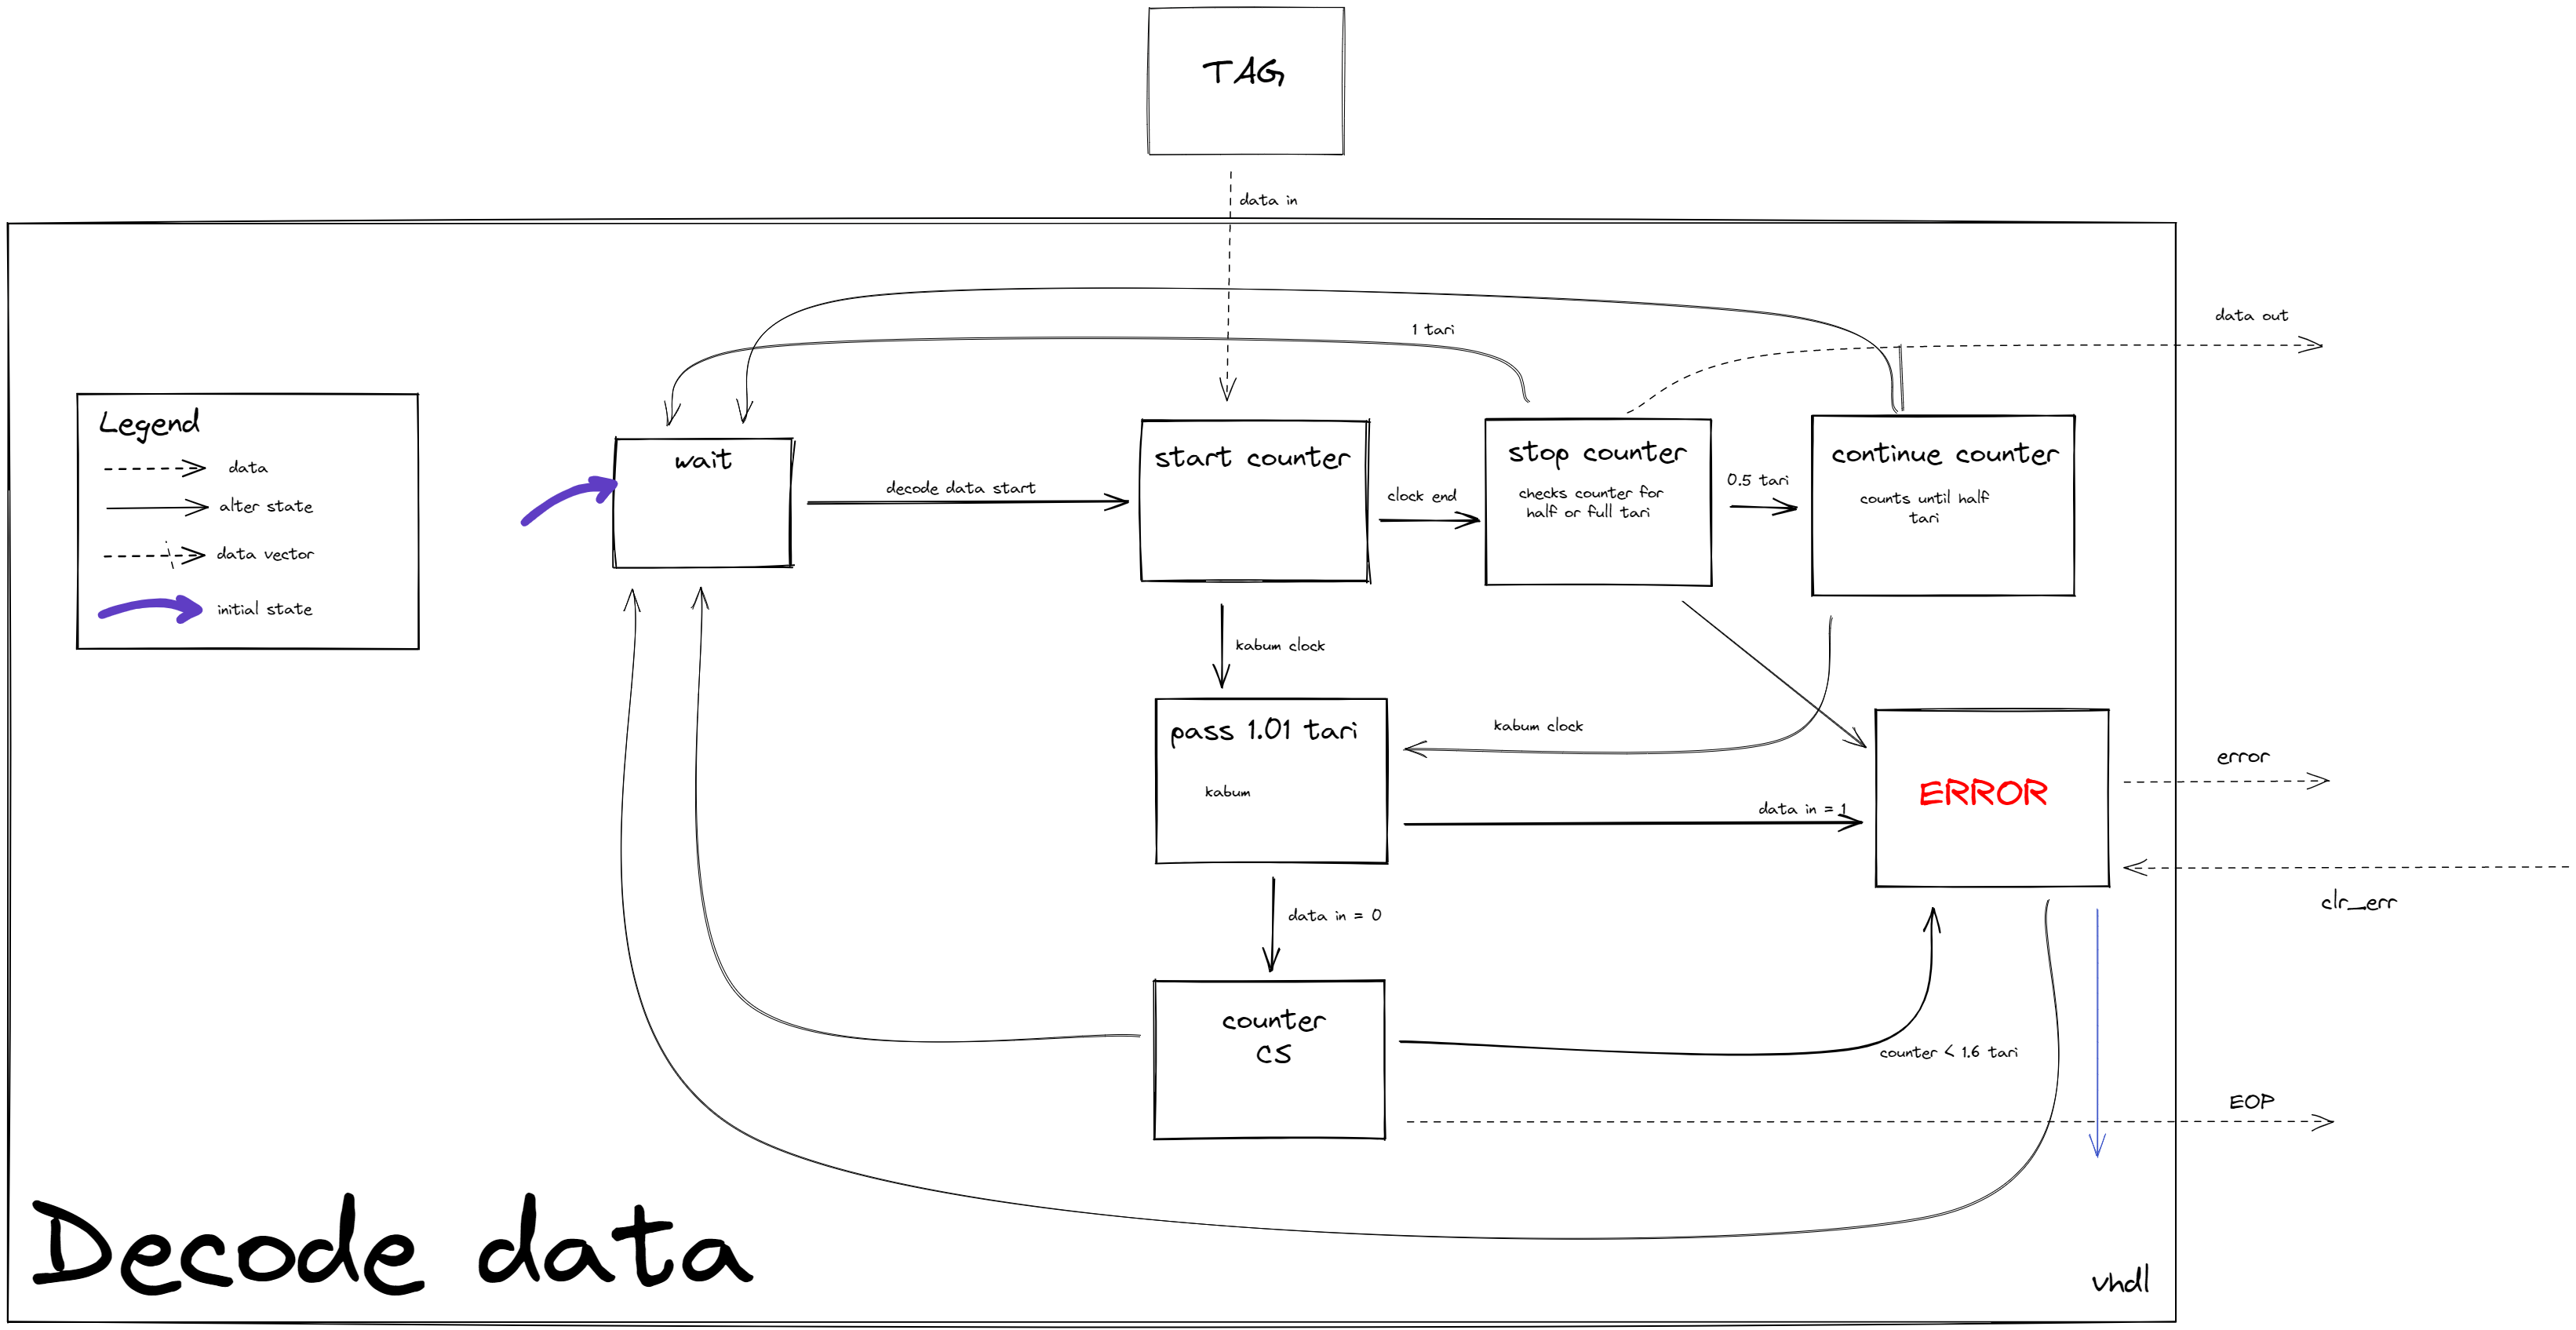 TAG
data in
data out
1 tari
Legend
data
alter state
data vector
initial state
wait
decode data start
start counter
clock end
stop counter
checks counter for
half or full tari
0.5 tari
continue counter
counts until half
tari
kabum clock
pass 1.01 tari
kabum
kabum clock
data in = 1
ERROR
error
clr_err
data in = 0
counter
CS
counter < 1.6 tari
EOP
Decode data
vhdl